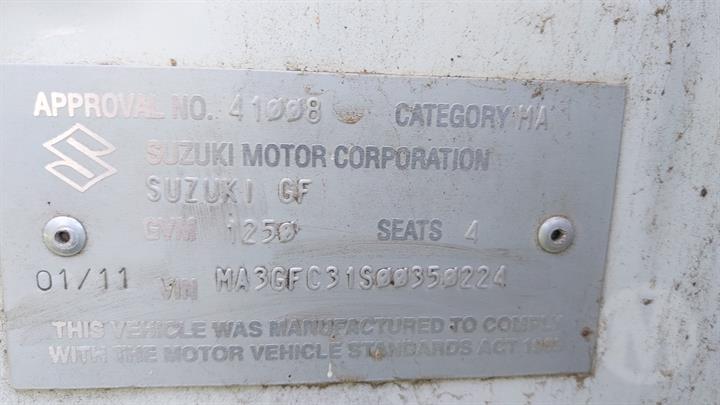 APPROVAL NO. 41008 CATEGORY MA
SUZUKI MOTOR CORPORATION
SUZUKI GF
GVM 1250 SEATS 4
01/11 VIN MA3GFC31S00350224
THIS VEHICLE WAS MANUFACTURED TO COMPLY
WITH THE MOTOR VEHICLE STANDARDS ACT